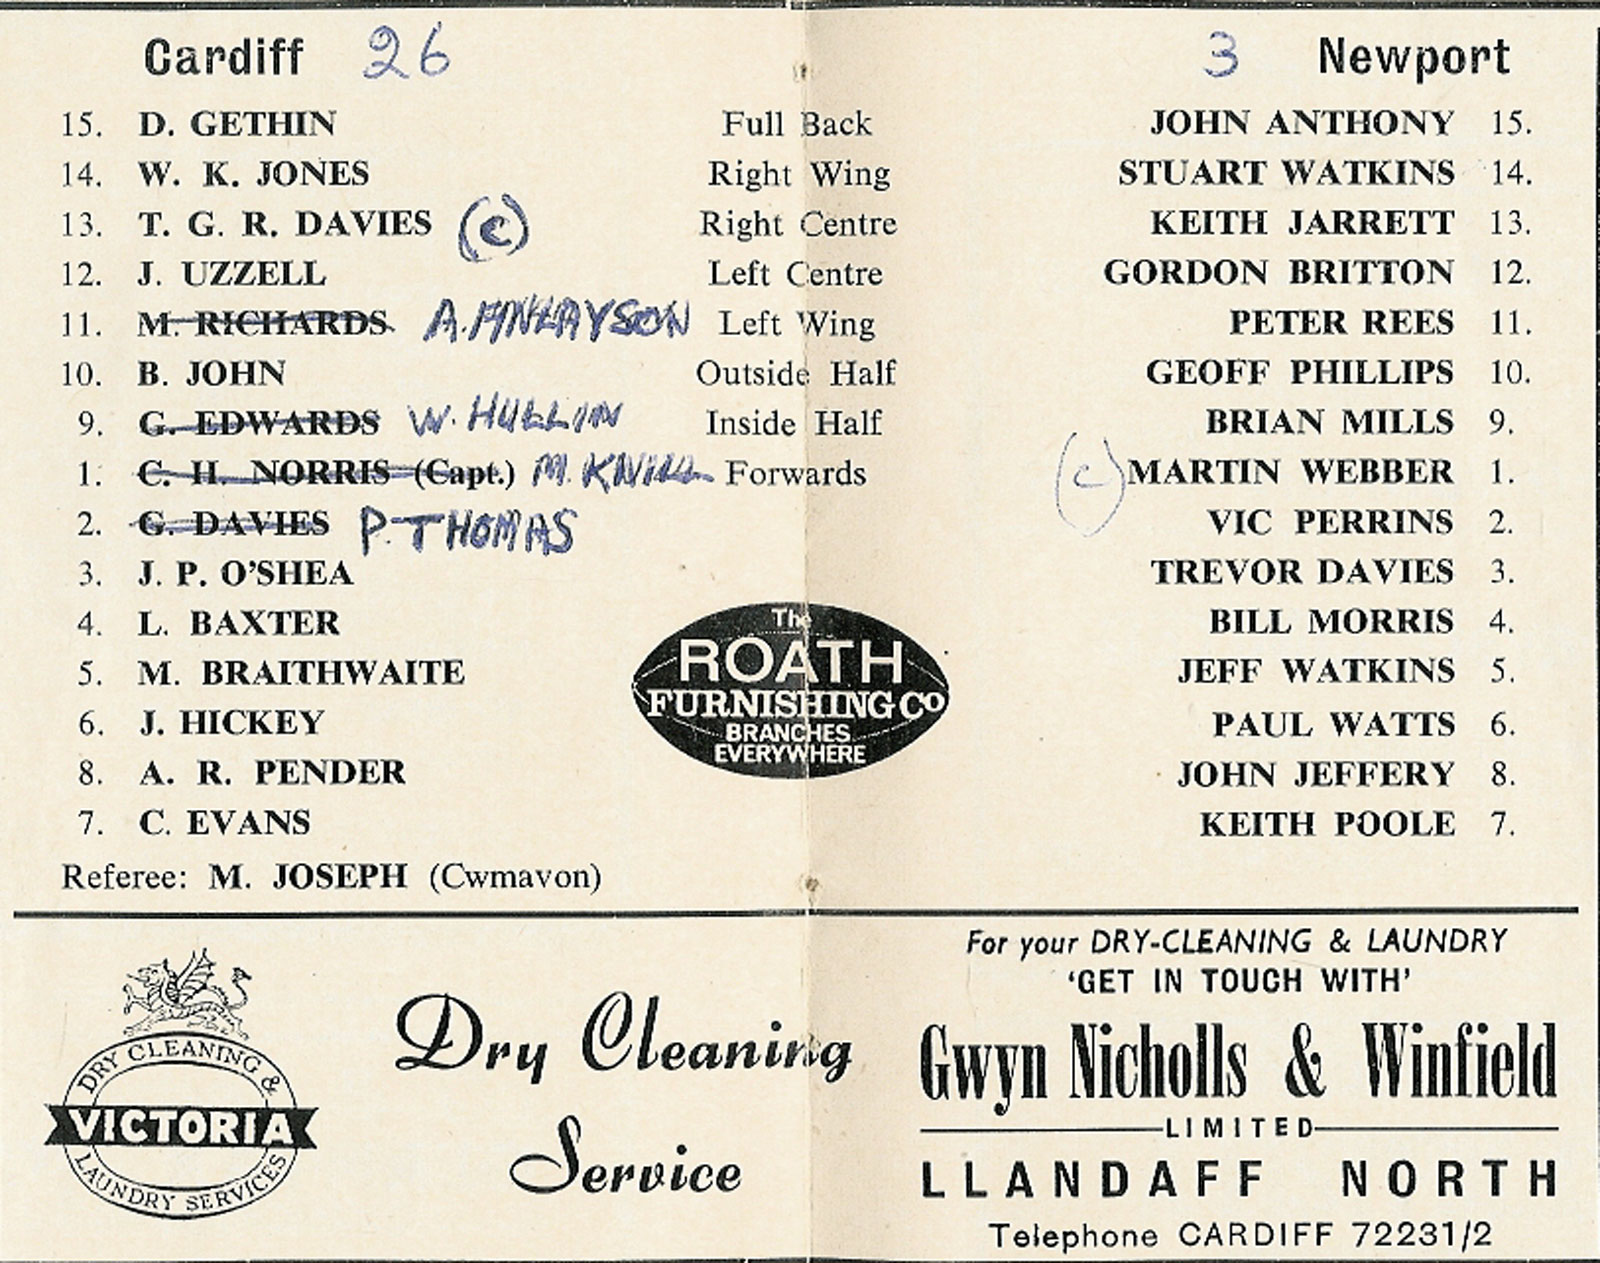 Cardiff 26 3 Newport
15. D. GETHIN Full Back JOHN ANTHONY 15.
14. W. K. JONES Right Wing STUART WATKINS 14.
13. T. G. R. DAVIES (C) Right Centre KEITH JARRETT 13.
12. J. UZZELL Left Centre GORDON BRITTON 12.
11. M. RICHARDS A. FINLAYSON Left Wing PETER REES 11.
10. B. JOHN Outside Half GEOFF PHILLIPS 10.
9. G. EDWARDS W. HULLIN Inside Half BRIAN MILLS 9.
1. C. H. NORRIS (Capt.) M. KNILL Forwards (C) MARTIN WEBBER 1.
2. G. DAVIES P. THOMAS VIC PERRINS 2.
3. J. P. O'SHEA TREVOR DAVIES 3.
4. L. BAXTER BILL MORRIS 4.
5. M. BRAITHWAITE JEFF WATKINS 5.
6. J. HICKEY PAUL WATTS 6.
8. A. R. PENDER JOHN JEFFERY 8.
7. C. EVANS KEITH POOLE 7.
The
ROATH
FURNISHING CO
BRANCHES
EVERYWHERE
Referee: M. JOSEPH (Cwmavon)
DRY CLEANING &
VICTORIA
LAUNDRY SERVICES
Dry Cleaning
Service
For your DRY-CLEANING & LAUNDRY
'GET IN TOUCH WITH'
Gwyn Nicholls & Winfield
LIMITED
LLANDAFF NORTH
Telephone CARDIFF 72231/2